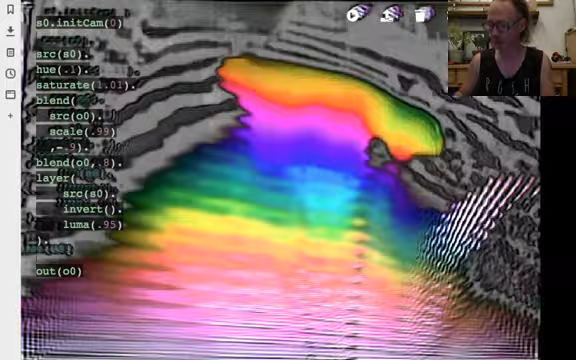 s0.initCam(0)
src(s0).
hue(.1).
saturate(1.01).
blend(
src(o0).
scale(.99)
,-.9).
blend(o0,.8).
layer(
src(s0).
invert().
luma(.95)
).
out(o0)